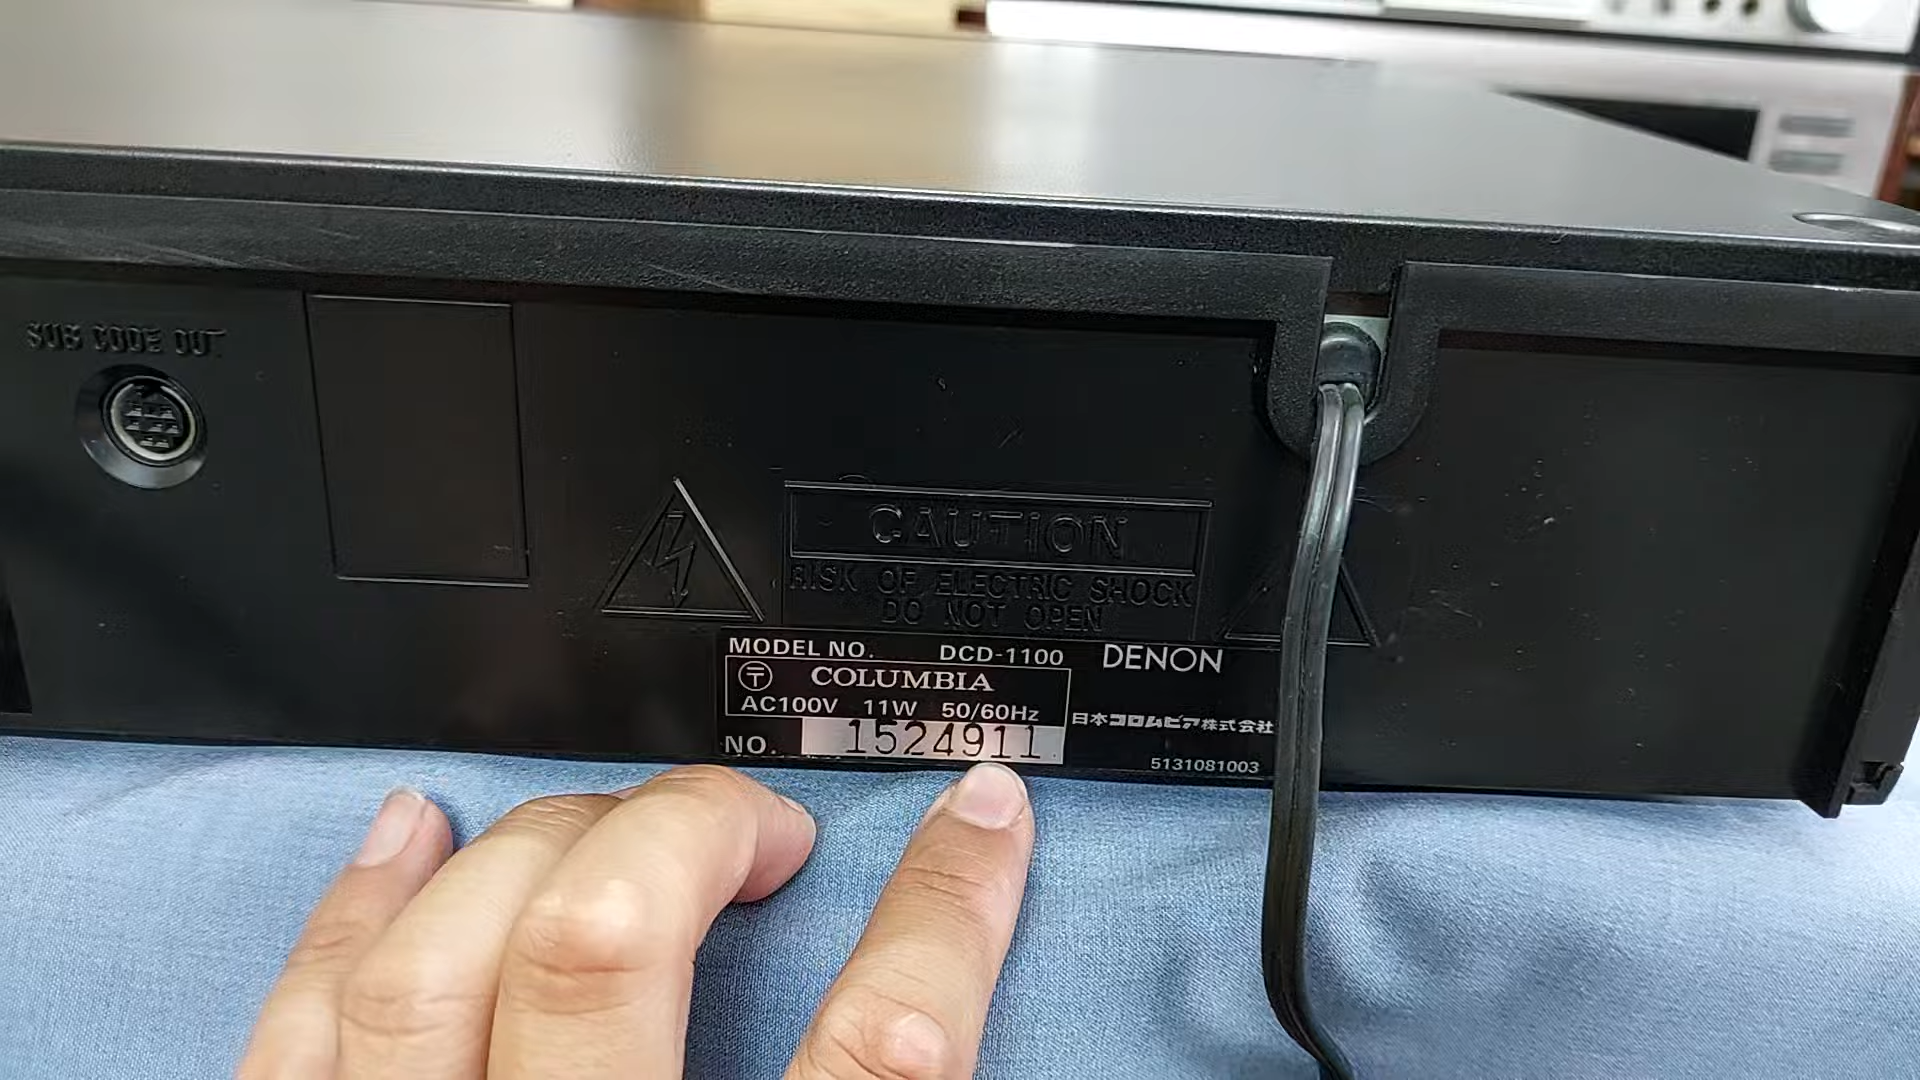 SUB CODE OUT
CAUTION
RISK OF ELECTRIC SHOCK
DO NOT OPEN
MODEL NO. DCD-1100 DENON
〒 COLUMBIA
AC100V 11W 50/60Hz
日本コロムビア株式会社
NO. 1524911
5131081003